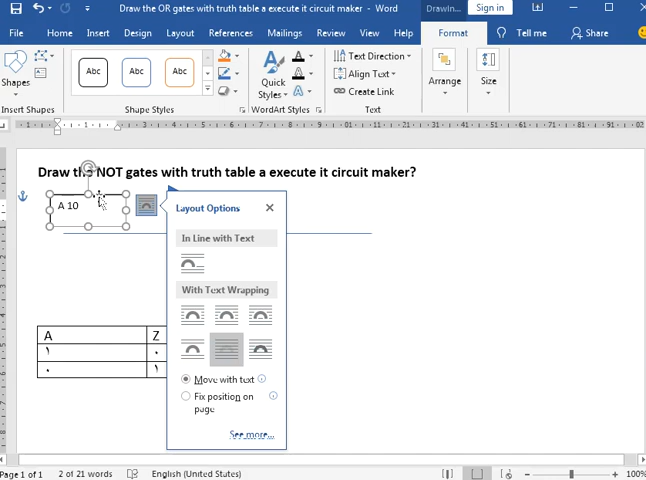 Draw the OR gates with truth table a execute it circuit maker - Word
Drawin...
Sign in
File Home Insert Design Layout References Mailings Review View Help Format Tell me Share
Shapes
Abc Abc Abc
Quick Styles
Text Direction
Align Text
Create Link
Arrange
Size
Insert Shapes
Shape Styles
WordArt Styles
Text
Draw the NOT gates with truth table a execute it circuit maker?
A 10
Layout Options
In Line with Text
With Text Wrapping
Move with text
Fix position on
page
See more...
A Z
١ ٠
٠ ١
Page 1 of 1 2 of 21 words English (United States) 100%